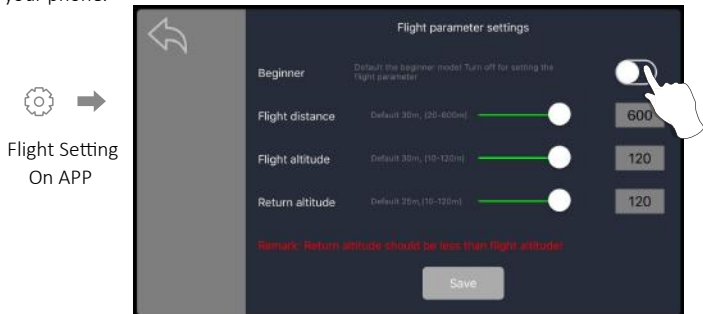 your phone.
Flight Setting
On APP
Flight parameter settings
Beginner
Default the beginner model Turn off for setting the
flight parameter
Flight distance
Default 30m, (20-600m)
600
Flight altitude
Default 30m, (10-120m)
120
Return altitude
Default 25m,(10-120m)
120
Remark: Return altitude should be less than flight altitude!
Save